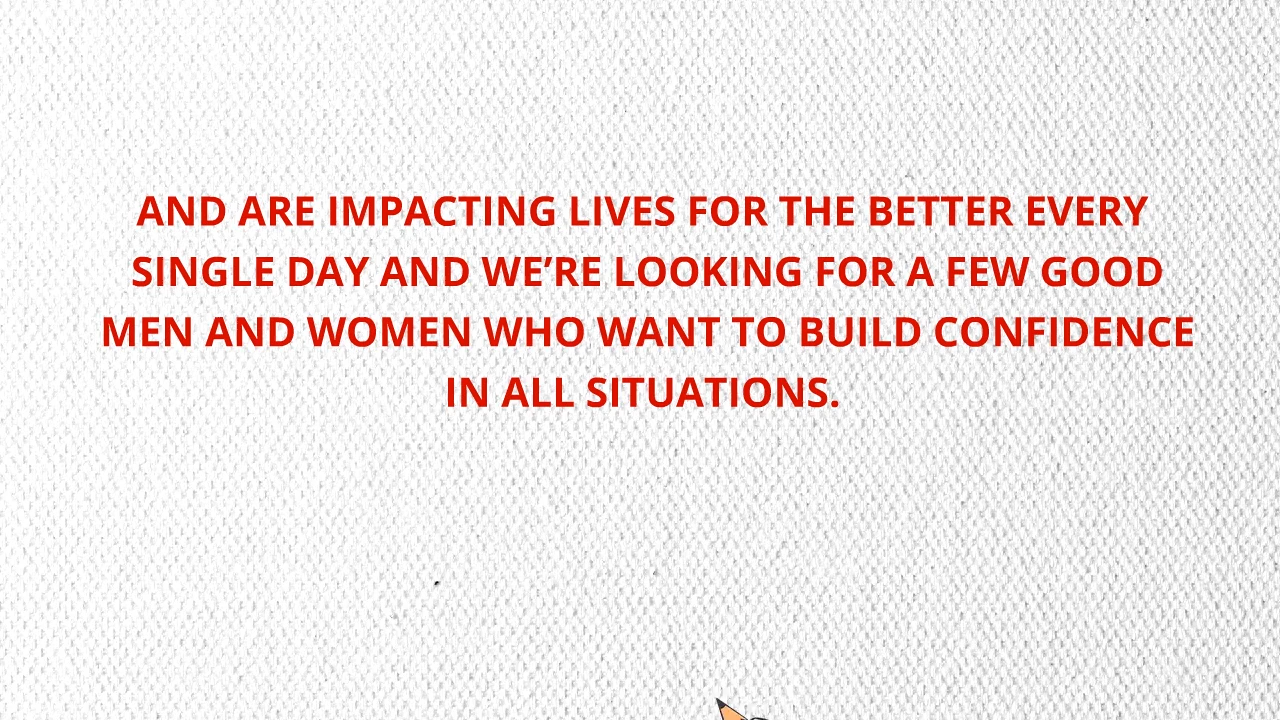 AND ARE IMPACTING LIVES FOR THE BETTER EVERY
SINGLE DAY AND WE’RE LOOKING FOR A FEW GOOD
MEN AND WOMEN WHO WANT TO BUILD CONFIDENCE
IN ALL SITUATIONS.